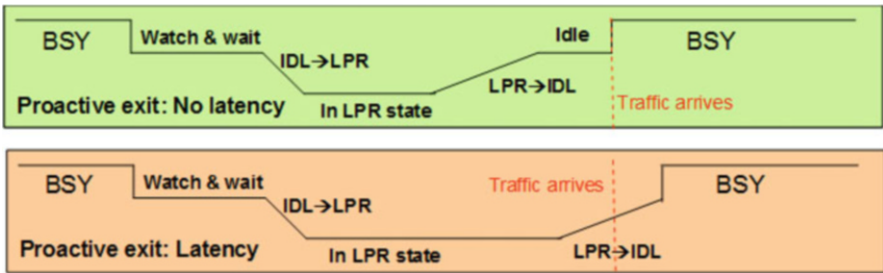 BSY
Watch & wait
IDL→LPR
Idle
BSY
LPR→IDL
Traffic arrives
In LPR state
Proactive exit: No latency
BSY
Watch & wait
Traffic arrives
BSY
IDL→LPR
In LPR state
LPR→IDL
Proactive exit: Latency